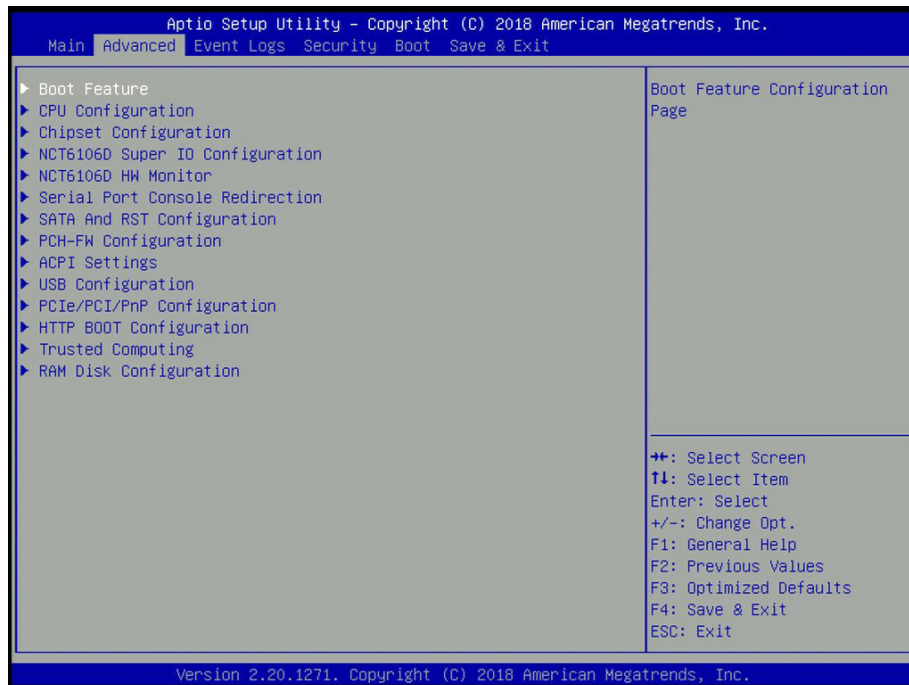 Aptio Setup Utility – Copyright (C) 2018 American Megatrends, Inc.
Main Advanced Event Logs Security Boot Save & Exit
▶ Boot Feature
▶ CPU Configuration
▶ Chipset Configuration
▶ NCT6106D Super IO Configuration
▶ NCT6106D HW Monitor
▶ Serial Port Console Redirection
▶ SATA And RST Configuration
▶ PCH-FW Configuration
▶ ACPI Settings
▶ USB Configuration
▶ PCIe/PCI/PnP Configuration
▶ HTTP BOOT Configuration
▶ Trusted Computing
▶ RAM Disk Configuration
Boot Feature Configuration
Page
→←: Select Screen
↑↓: Select Item
Enter: Select
+/-: Change Opt.
F1: General Help
F2: Previous Values
F3: Optimized Defaults
F4: Save & Exit
ESC: Exit
Version 2.20.1271. Copyright (C) 2018 American Megatrends, Inc.